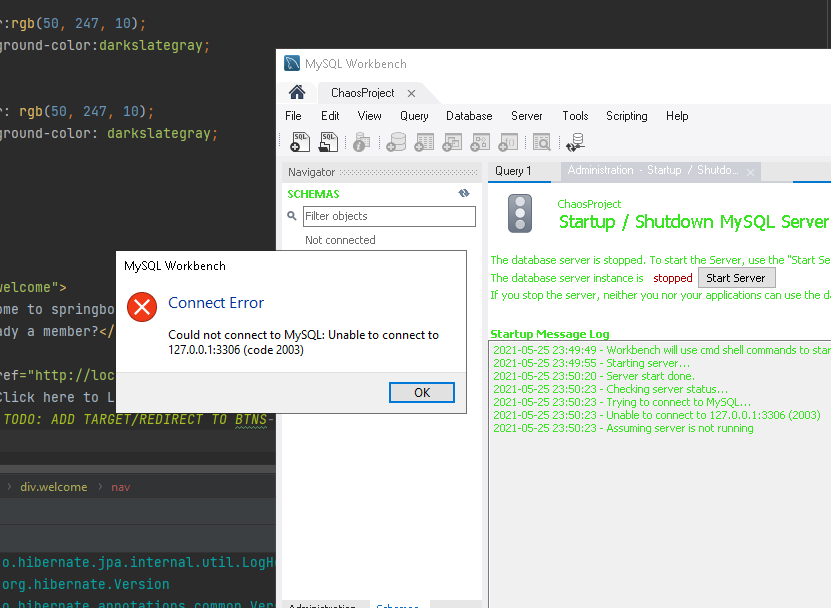 r:rgb(50, 247, 10);
ground-color:darkslategray;
r: rgb(50, 247, 10);
ground-color: darkslategray;
welcome">
ome to springbo
ady a member?</
ref="http://loc
Click here to L
TODO: ADD TARGET/REDIRECT TO BTNS-
div.welcome > nav
o.hibernate.jpa.internal.util.LogH
org.hibernate.Version
o.hibernate.annotations.common.Ver
MySQL Workbench
ChaosProject
File Edit View Query Database Server Tools Scripting Help
Navigator
SCHEMAS
Filter objects
Not connected
Administration Schemas
Query 1 Administration - Startup / Shutdo...
ChaosProject
Startup / Shutdown MySQL Server
The database server is stopped. To start the Server, use the "Start Se
The database server instance is stopped Start Server
If you stop the server, neither you nor your applications can use the da
Startup Message Log
2021-05-25 23:49:49 - Workbench will use cmd shell commands to star
2021-05-25 23:49:55 - Starting server...
2021-05-25 23:50:20 - Server start done.
2021-05-25 23:50:23 - Checking server status...
2021-05-25 23:50:23 - Trying to connect to MySQL...
2021-05-25 23:50:23 - Unable to connect to 127.0.0.1:3306 (2003)
2021-05-25 23:50:23 - Assuming server is not running
MySQL Workbench
Connect Error
Could not connect to MySQL: Unable to connect to
127.0.0.1:3306 (code 2003)
OK